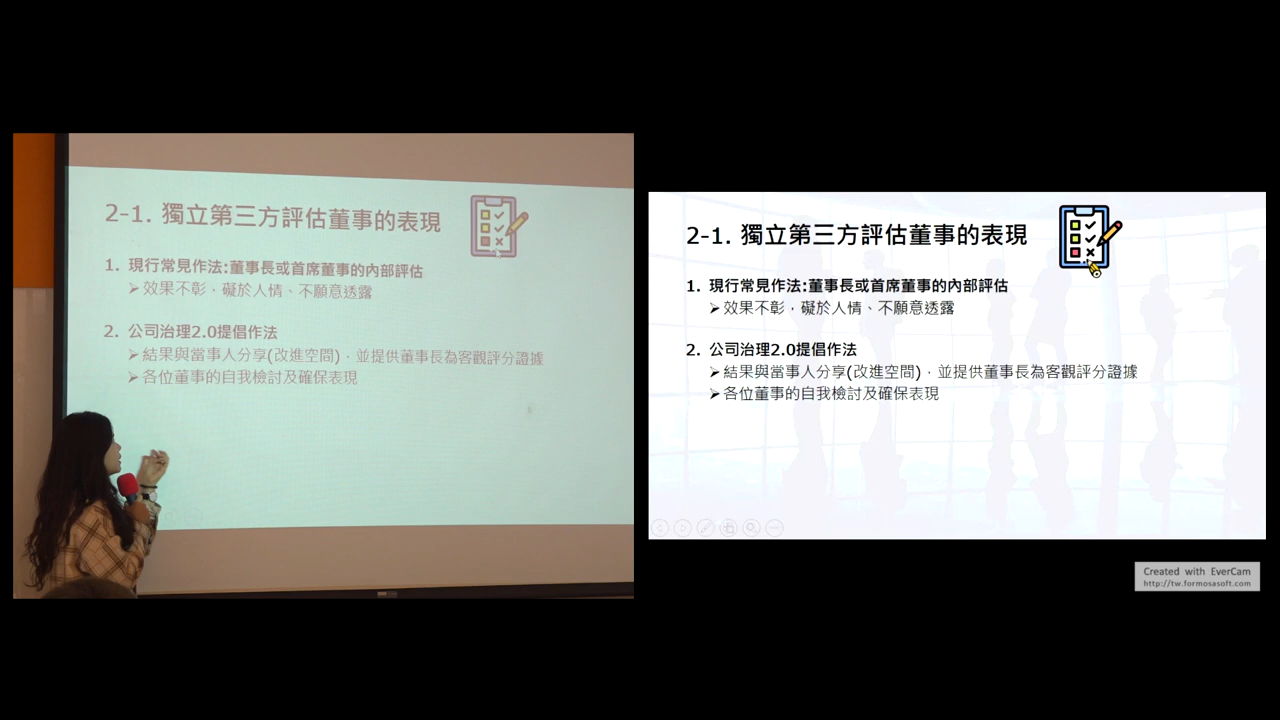 2-1. 獨立第三方評估董事的表現
1. 現行常見作法:董事長或首席董事的內部評估
➢效果不彰，礙於人情、不願意透露
2. 公司治理2.0提倡作法
➢結果與當事人分享(改進空間)，並提供董事長為客觀評分證據
➢各位董事的自我檢討及確保表現
2-1. 獨立第三方評估董事的表現
1. 現行常見作法:董事長或首席董事的內部評估
➢效果不彰，礙於人情、不願意透露
2. 公司治理2.0提倡作法
➢結果與當事人分享(改進空間)，並提供董事長為客觀評分證據
➢各位董事的自我檢討及確保表現
Created with EverCam
http://tw.formosasoft.com